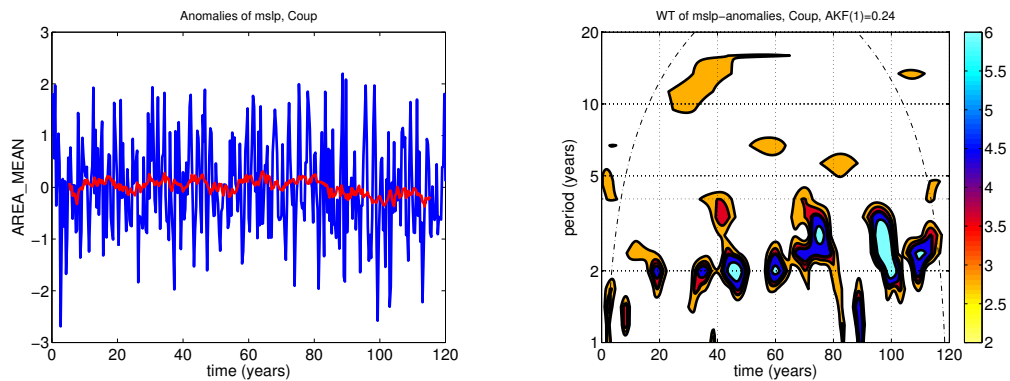 Anomalies of mslp, Coup
3
2
1
0
−1
−2
−3
0 20 40 60 80 100 120
AREA_MEAN
time (years)
WT of mslp−anomalies, Coup, AKF(1)=0.24
20
10
5
2
1
0 20 40 60 80 100 120
period (years)
time (years)
6
5.5
5
4.5
4
3.5
3
2.5
2